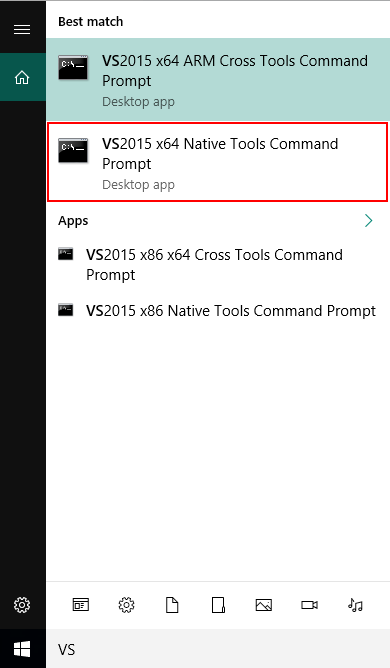 Best match
VS2015 x64 ARM Cross Tools Command
Prompt
Desktop app
VS2015 x64 Native Tools Command
Prompt
Desktop app
Apps
VS2015 x86 x64 Cross Tools Command
Prompt
VS2015 x86 Native Tools Command Prompt
VS